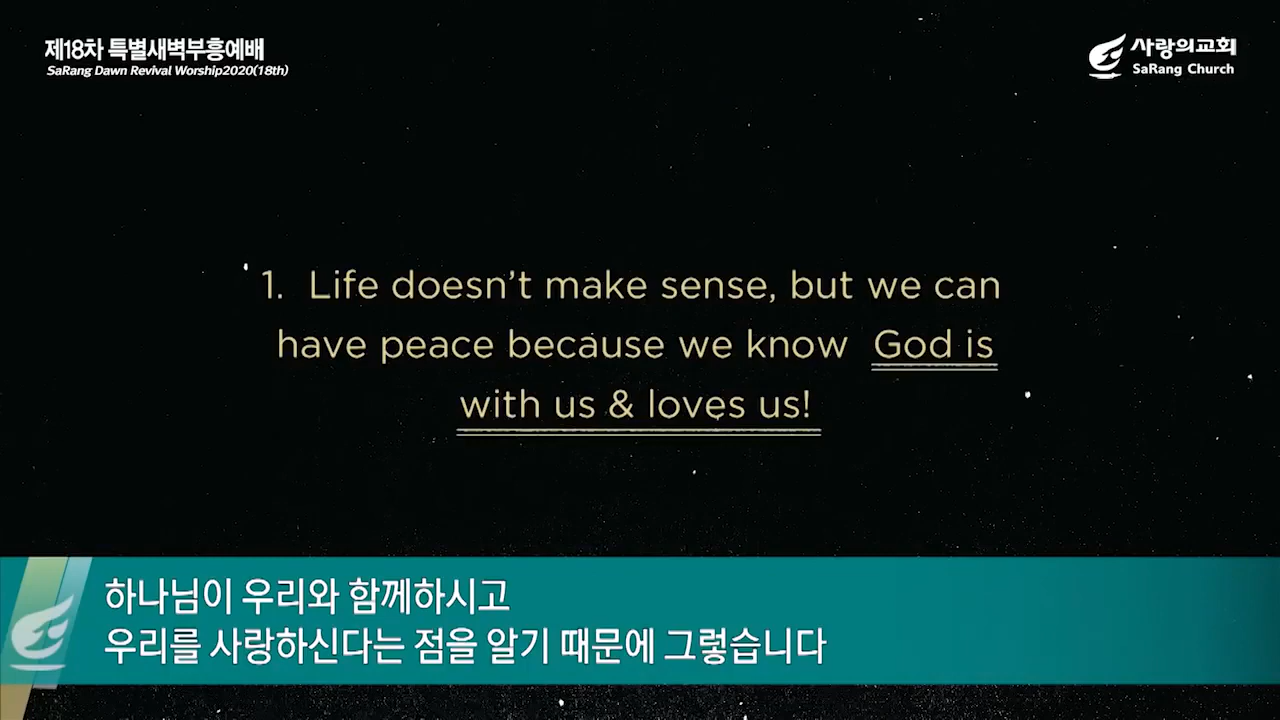 제18차 특별새벽부흥예배
SaRang Dawn Revival Worship2020(18th)
사랑의교회
SaRang Church
1. Life doesn't make sense, but we can
have peace because we know God is
with us & loves us!
하나님이 우리와 함께하시고
우리를 사랑하신다는 점을 알기 때문에 그렇습니다